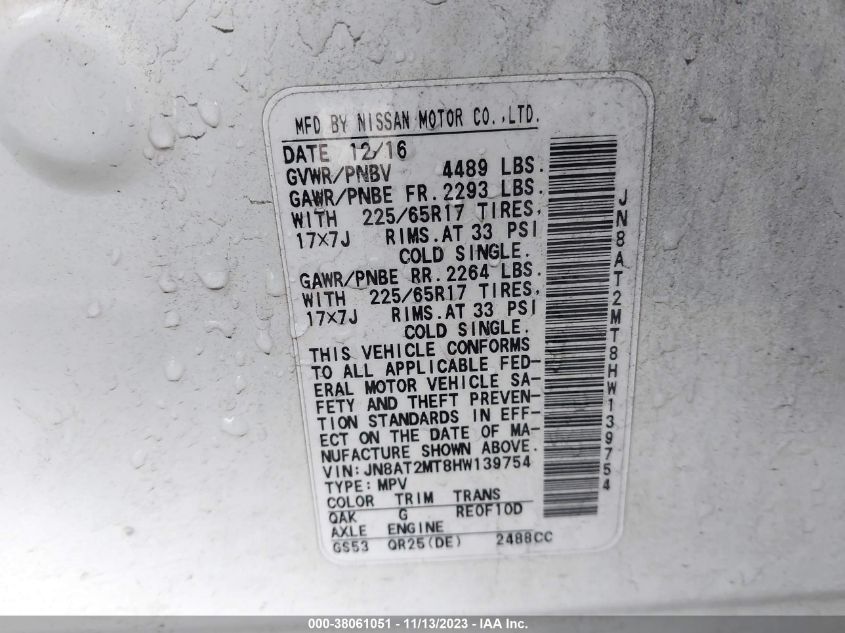 MFD BY NISSAN MOTOR CO.,LTD.
DATE 12/16
GVWR/PNBV 4489 LBS.
GAWR/PNBE FR. 2293 LBS.
WITH 225/65R17 TIRES,
17×7J RIMS. AT 33 PSI
COLD SINGLE.
GAWR/PNBE RR. 2264 LBS.
WITH 225/65R17 TIRES,
17×7J RIMS. AT 33 PSI
COLD SINGLE.
THIS VEHICLE CONFORMS
TO ALL APPLICABLE FED-
ERAL MOTOR VEHICLE SA-
FETY AND THEFT PREVEN-
TION STANDARDS IN EFF-
ECT ON THE DATE OF MA-
NUFACTURE SHOWN ABOVE.
VIN: JN8AT2MT8HW139754
TYPE: MPV
COLOR TRIM TRANS
QAK G RE0F10D
AXLE ENGINE
GS53 QR25(DE) 2488CC
JN8AT2MT8HW139754
000-38061051 - 11/13/2023 - IAA Inc.